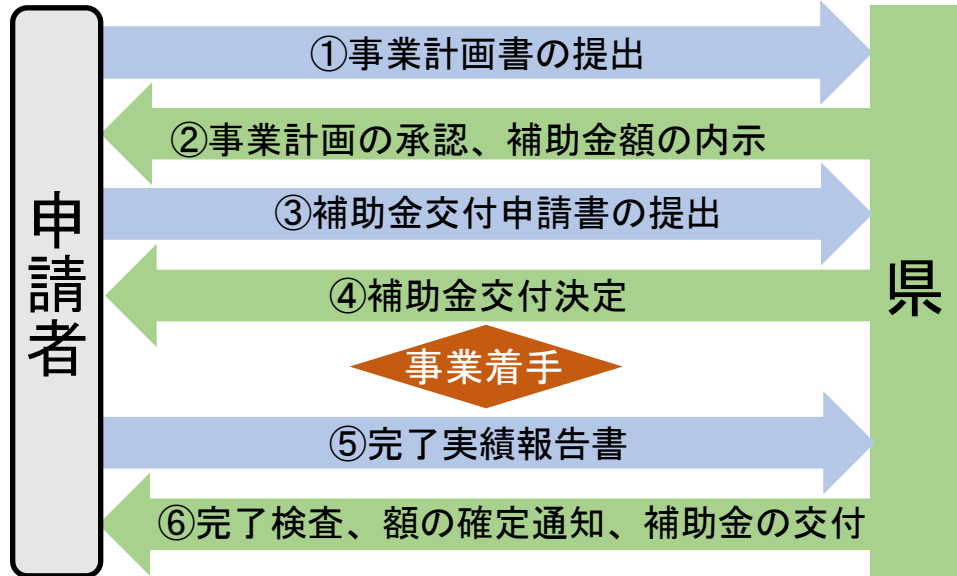 申請者
①事業計画書の提出
②事業計画の承認、補助金額の内示
③補助金交付申請書の提出
④補助金交付決定
事業着手
⑤完了実績報告書
⑥完了検査、額の確定通知、補助金の交付
県